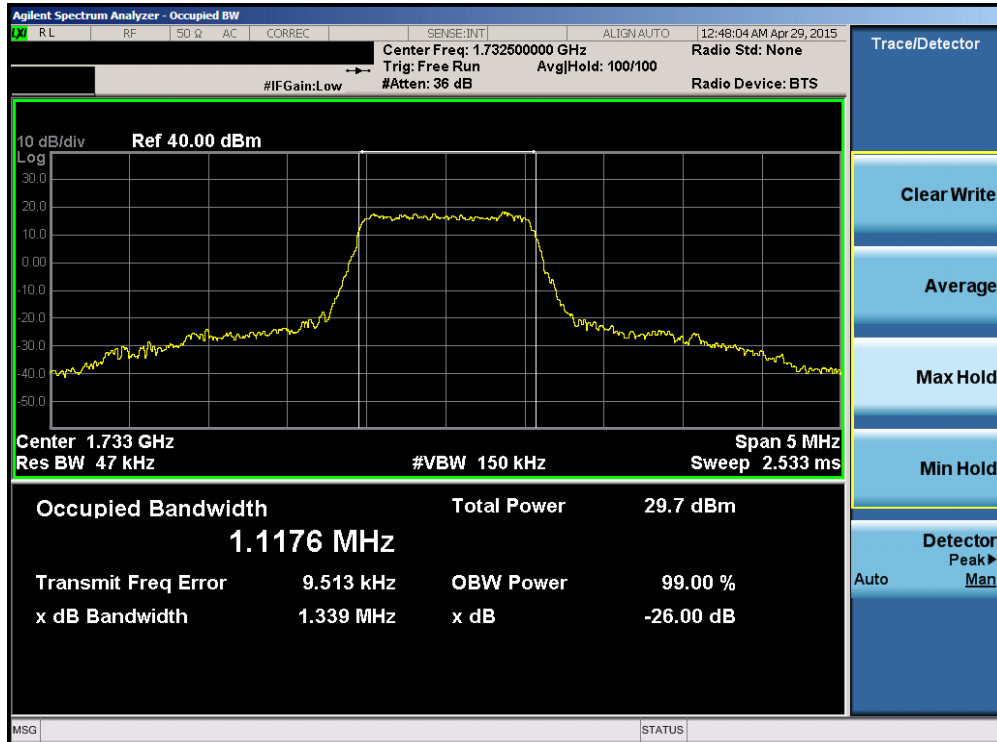 Agilent Spectrum Analyzer - Occupied BW
LXI RL RF 50 Ω AC CORREC SENSE:INT ALIGN AUTO 12:48:04 AM Apr 29, 2015
Center Freq: 1.732500000 GHz Radio Std: None
Trig: Free Run Avg|Hold: 100/100
#IFGain:Low #Atten: 36 dB Radio Device: BTS
10 dB/div Ref 40.00 dBm
Log
30.0
20.0
10.0
0.00
-10.0
-20.0
-30.0
-40.0
-50.0
Center 1.733 GHz Span 5 MHz
Res BW 47 kHz #VBW 150 kHz Sweep 2.533 ms
Occupied Bandwidth Total Power 29.7 dBm
1.1176 MHz
Transmit Freq Error 9.513 kHz OBW Power 99.00 %
x dB Bandwidth 1.339 MHz x dB -26.00 dB
MSG STATUS
Trace/Detector
Clear Write
Average
Max Hold
Min Hold
Detector
Peak▶
Auto Man